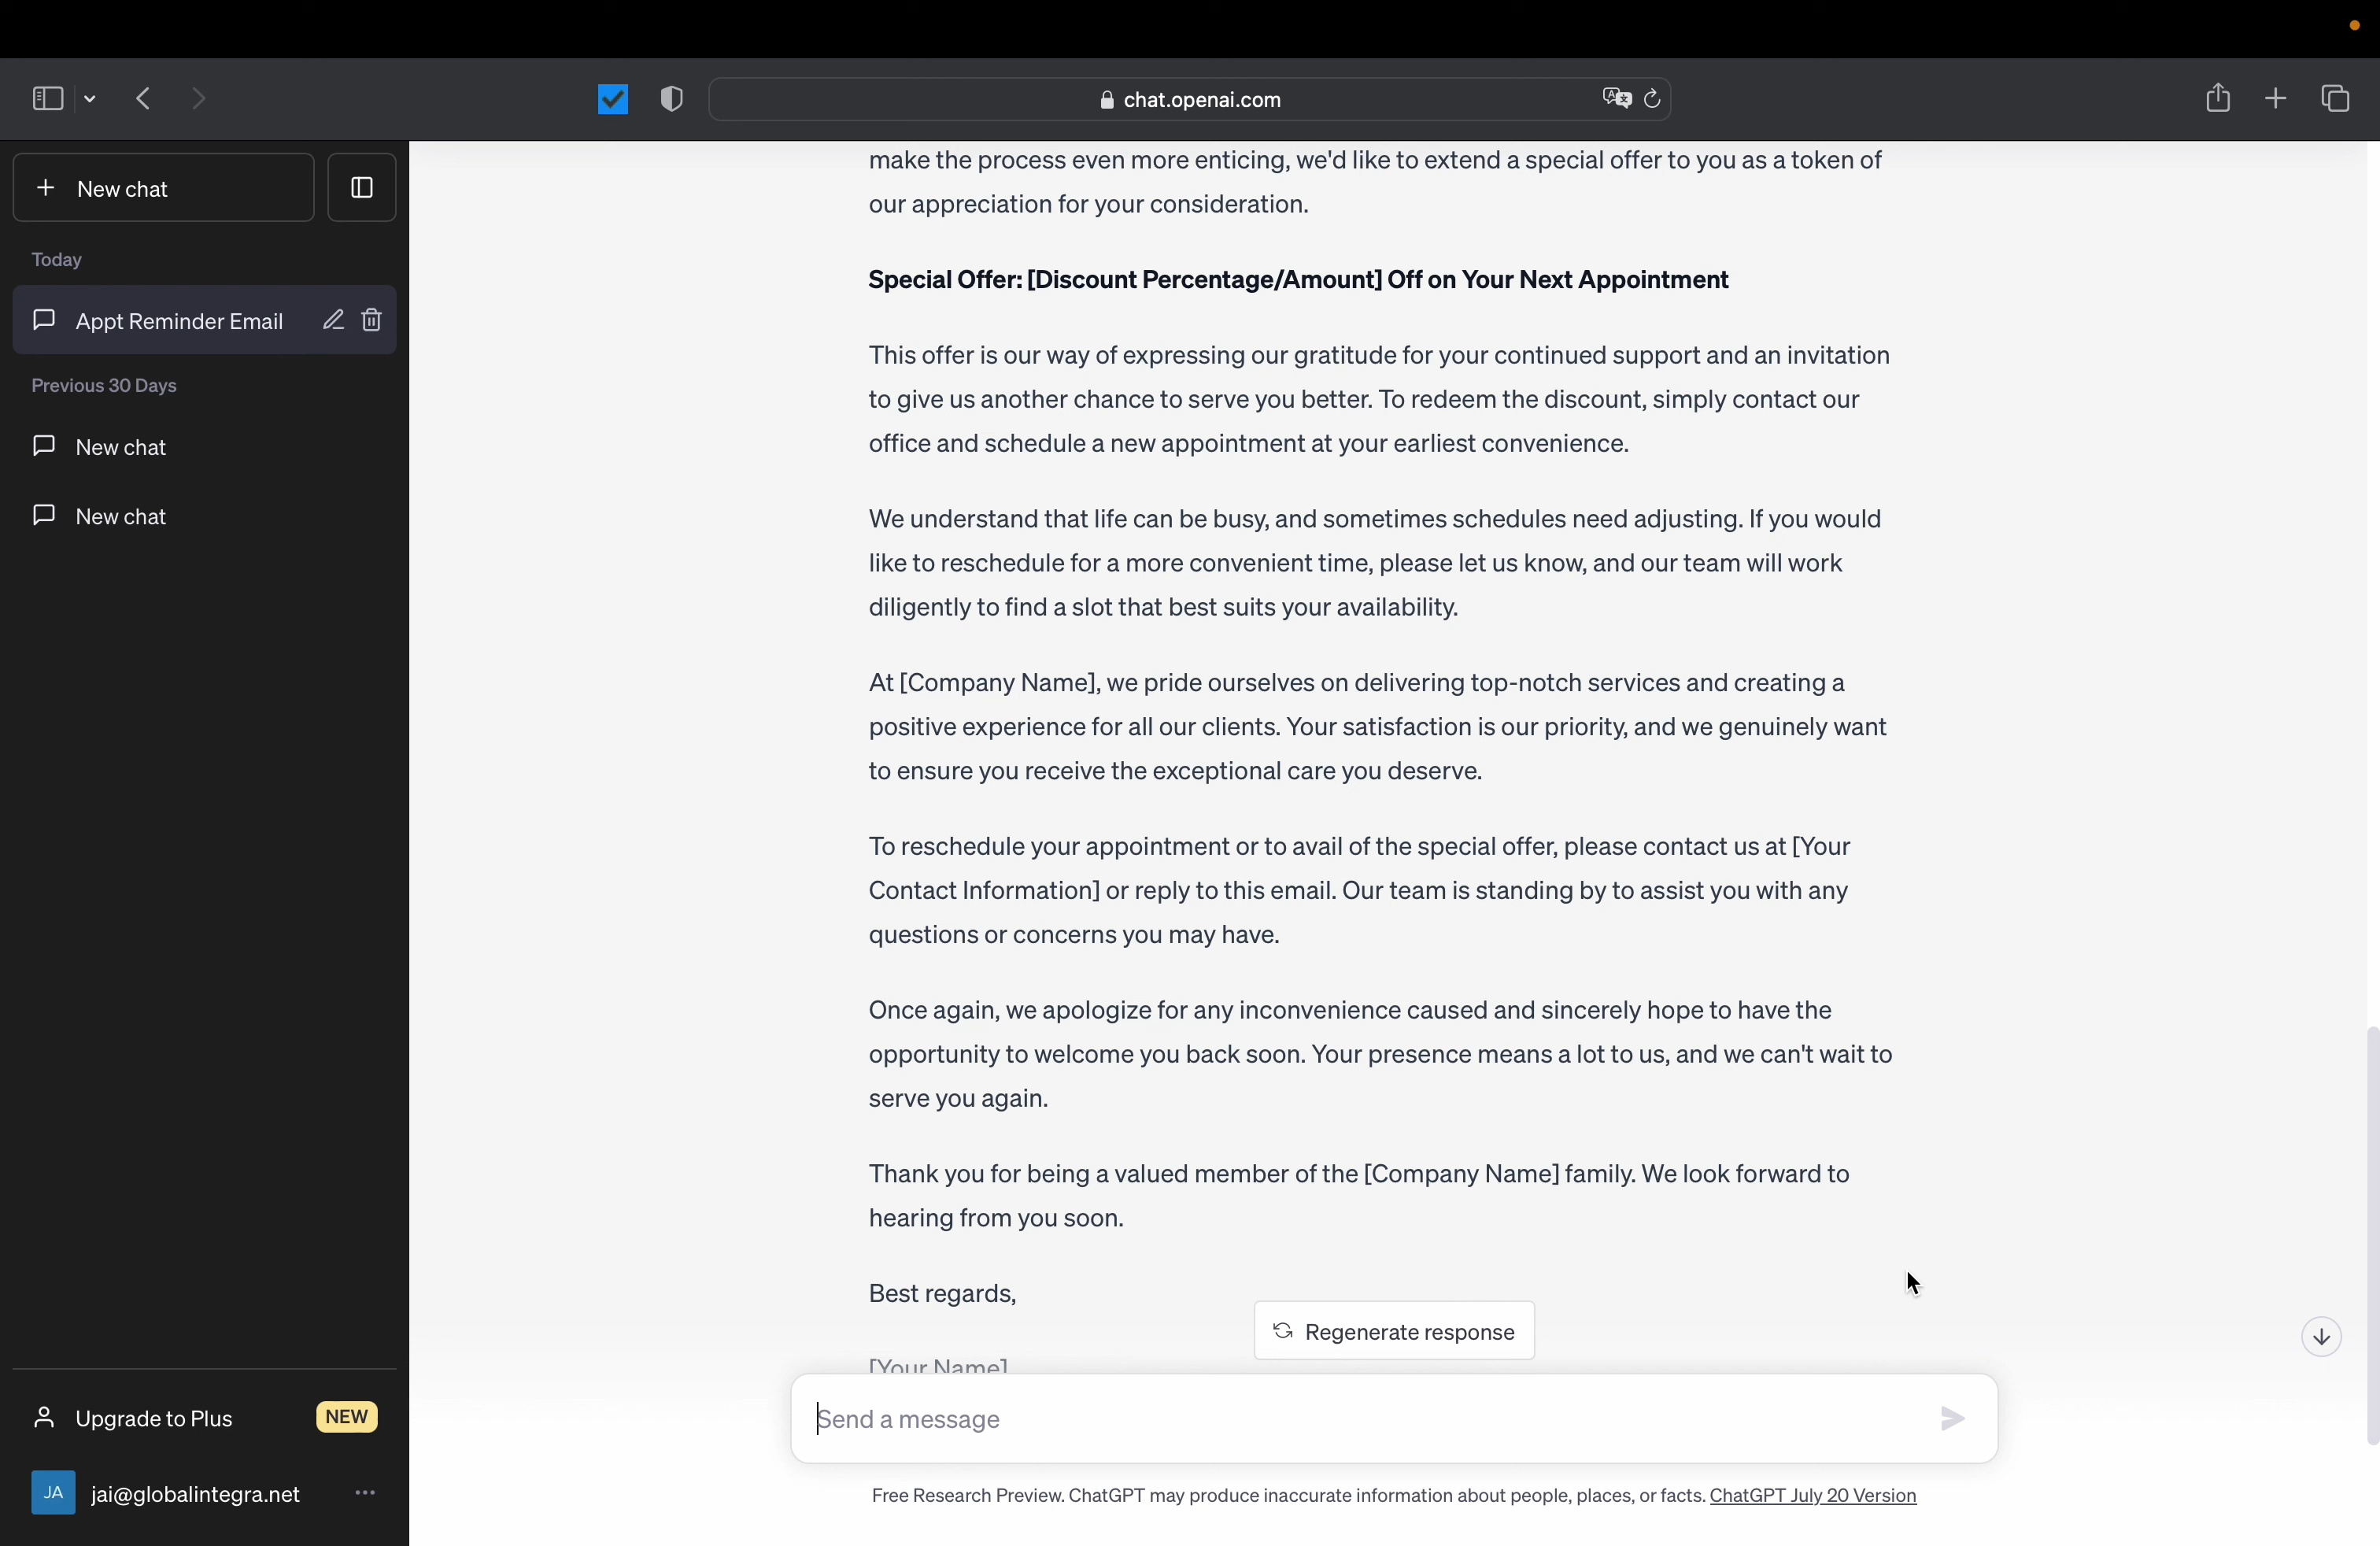 chat.openai.com
New chat
Today
Appt Reminder Email
Previous 30 Days
New chat
New chat
make the process even more enticing, we'd like to extend a special offer to you as a token of
our appreciation for your consideration.
Special Offer: [Discount Percentage/Amount] Off on Your Next Appointment
This offer is our way of expressing our gratitude for your continued support and an invitation
to give us another chance to serve you better. To redeem the discount, simply contact our
office and schedule a new appointment at your earliest convenience.
We understand that life can be busy, and sometimes schedules need adjusting. If you would
like to reschedule for a more convenient time, please let us know, and our team will work
diligently to find a slot that best suits your availability.
At [Company Name], we pride ourselves on delivering top-notch services and creating a
positive experience for all our clients. Your satisfaction is our priority, and we genuinely want
to ensure you receive the exceptional care you deserve.
To reschedule your appointment or to avail of the special offer, please contact us at [Your
Contact Information] or reply to this email. Our team is standing by to assist you with any
questions or concerns you may have.
Once again, we apologize for any inconvenience caused and sincerely hope to have the
opportunity to welcome you back soon. Your presence means a lot to us, and we can't wait to
serve you again.
Thank you for being a valued member of the [Company Name] family. We look forward to
hearing from you soon.
Best regards,
[Your Name]
Regenerate response
Send a message
Free Research Preview. ChatGPT may produce inaccurate information about people, places, or facts. ChatGPT July 20 Version
Upgrade to Plus
NEW
JA
jai@globalintegra.net